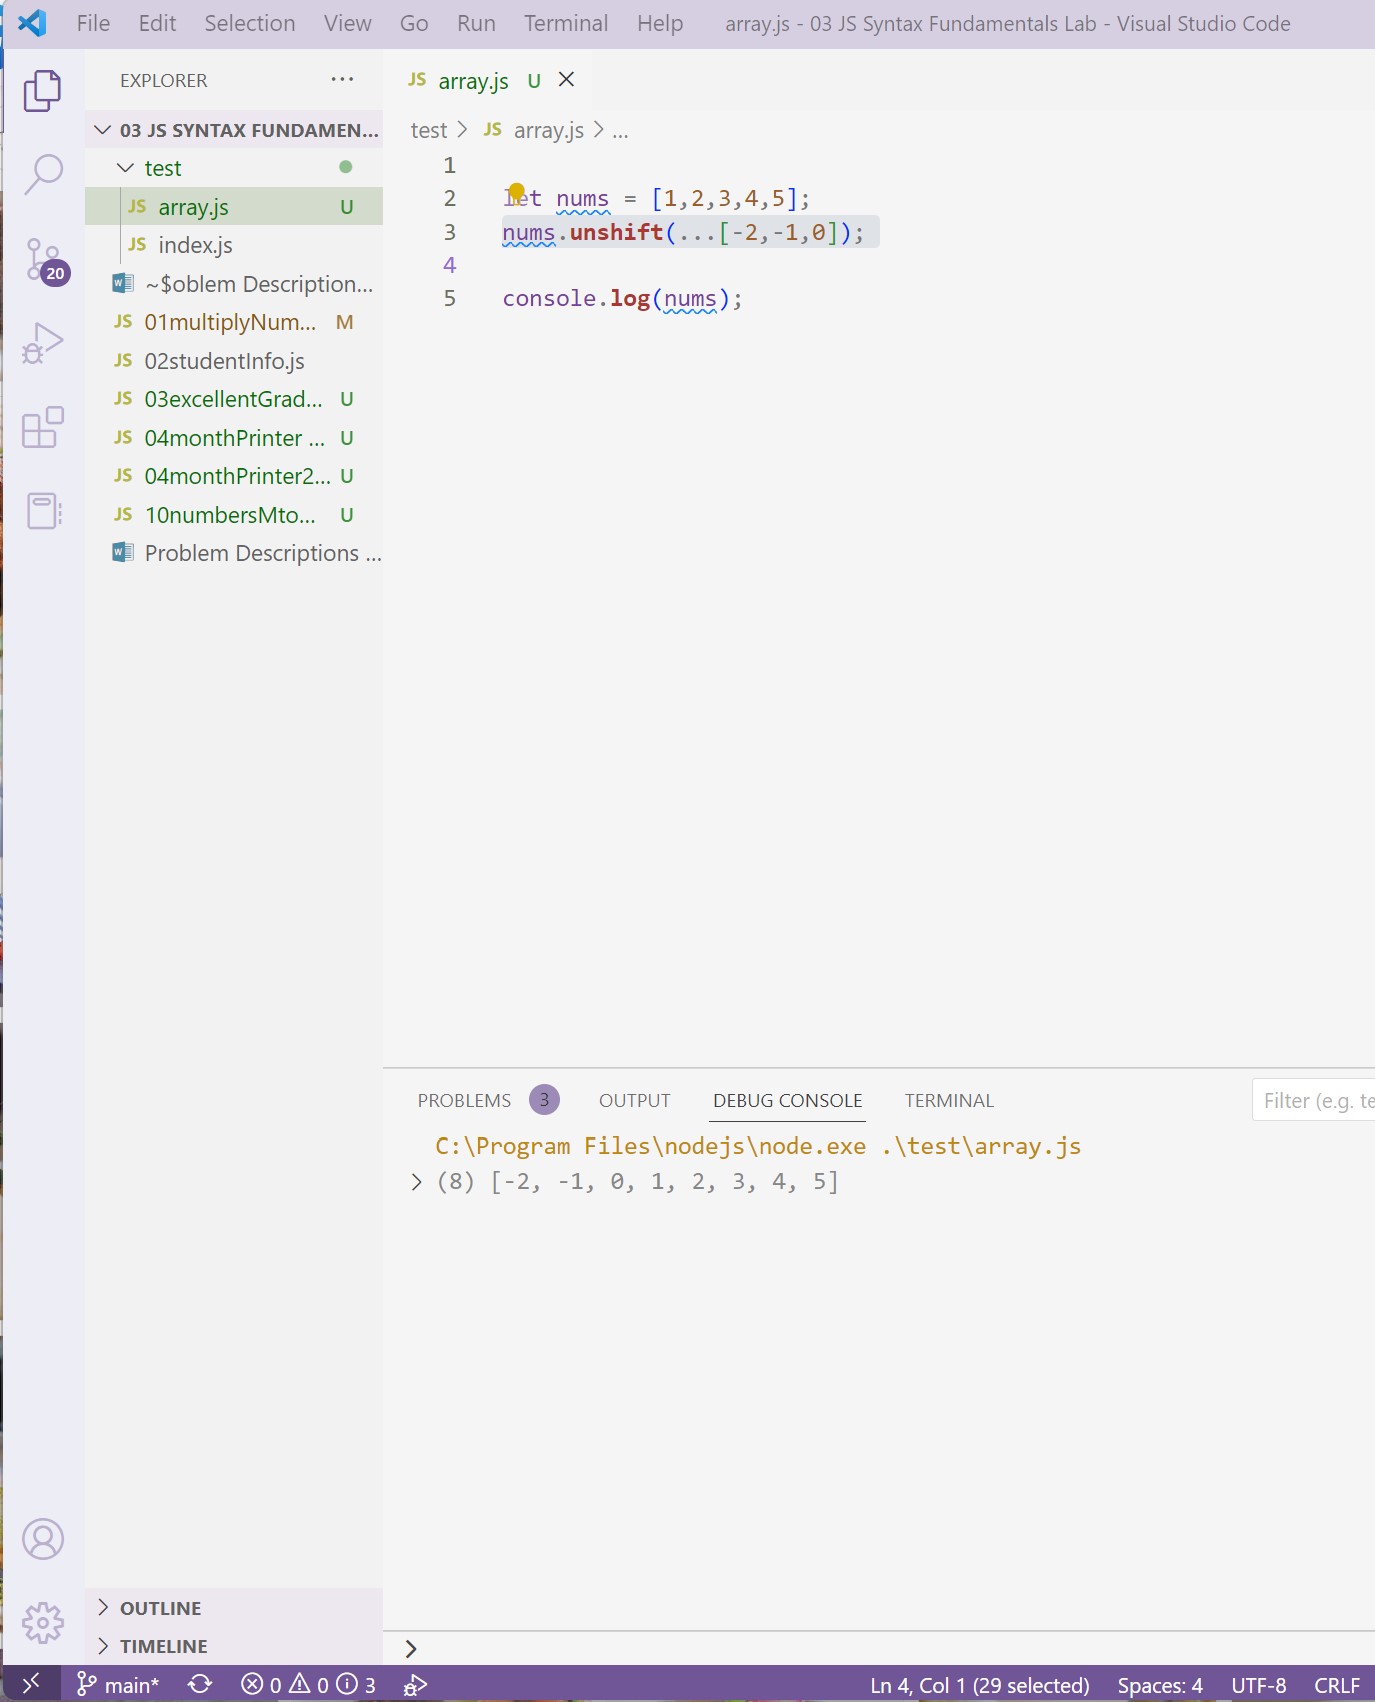 File Edit Selection View Go Run Terminal Help array.js - 03 JS Syntax Fundamentals Lab - Visual Studio Code
EXPLORER ...
03 JS SYNTAX FUNDAMEN...
test
JS array.js U
JS index.js
~$oblem Description...
JS 01multiplyNum... M
JS 02studentInfo.js
JS 03excellentGrad... U
JS 04monthPrinter ... U
JS 04monthPrinter2... U
JS 10numbersMto... U
Problem Descriptions ...
20
OUTLINE
TIMELINE
JS array.js U
test > JS array.js > ...
1
2 let nums = [1,2,3,4,5];
3 nums.unshift(...[-2,-1,0]);
4
5 console.log(nums);
PROBLEMS 3 OUTPUT DEBUG CONSOLE TERMINAL Filter (e.g. te
C:\Program Files\nodejs\node.exe .\test\array.js
> (8) [-2, -1, 0, 1, 2, 3, 4, 5]
>
main* 0 0 3 Ln 4, Col 1 (29 selected) Spaces: 4 UTF-8 CRLF